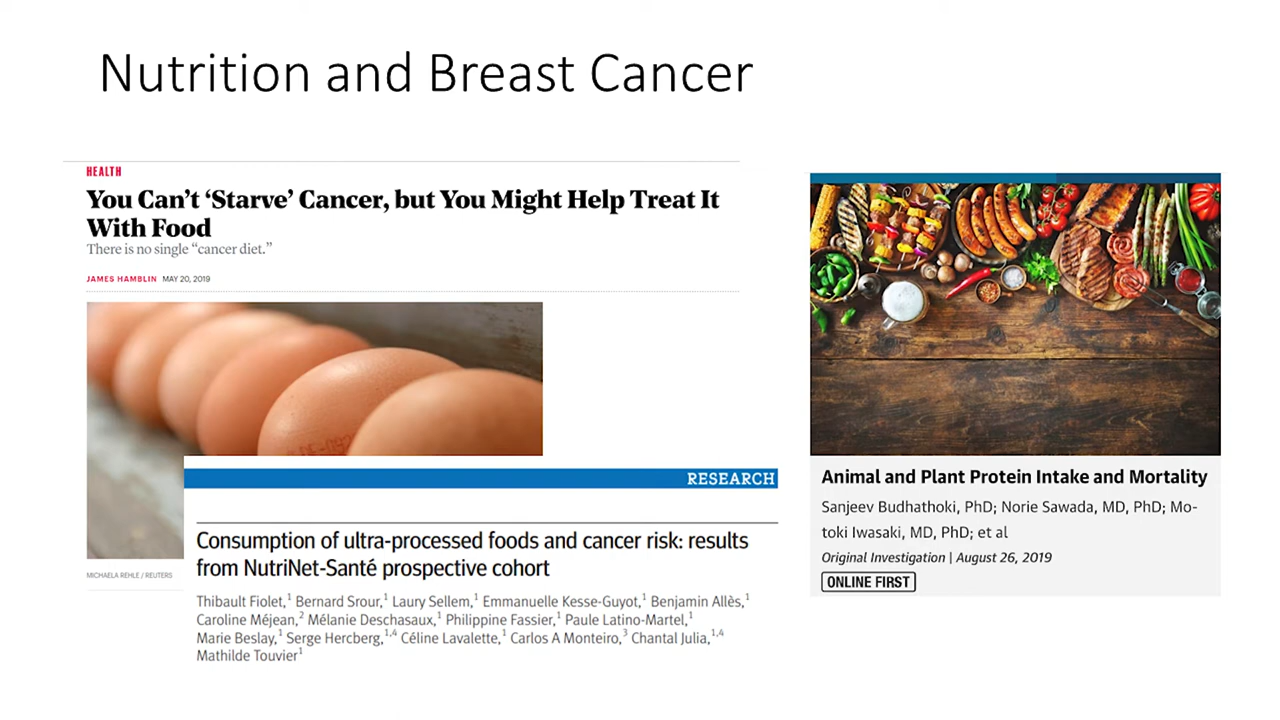 Nutrition and Breast Cancer
HEALTH
You Can't 'Starve' Cancer, but You Might Help Treat It
With Food
There is no single “cancer diet.”
JAMES HAMBLIN MAY 20, 2019
MICHAELA REHLE / REUTERS
RESEARCH
Consumption of ultra-processed foods and cancer risk: results
from NutriNet-Santé prospective cohort
Thibault Fiolet,1 Bernard Srour,1 Laury Sellem,1 Emmanuelle Kesse-Guyot,1 Benjamin Allès,1
Caroline Méjean,2 Mélanie Deschasaux,1 Philippine Fassier,1 Paule Latino-Martel,1
Marie Beslay,1 Serge Hercberg,1,4 Céline Lavalette,1 Carlos A Monteiro,3 Chantal Julia,1,4
Mathilde Touvier1
Animal and Plant Protein Intake and Mortality
Sanjeev Budhathoki, PhD; Norie Sawada, MD, PhD; Mo-
toki Iwasaki, MD, PhD; et al
Original Investigation | August 26, 2019
ONLINE FIRST